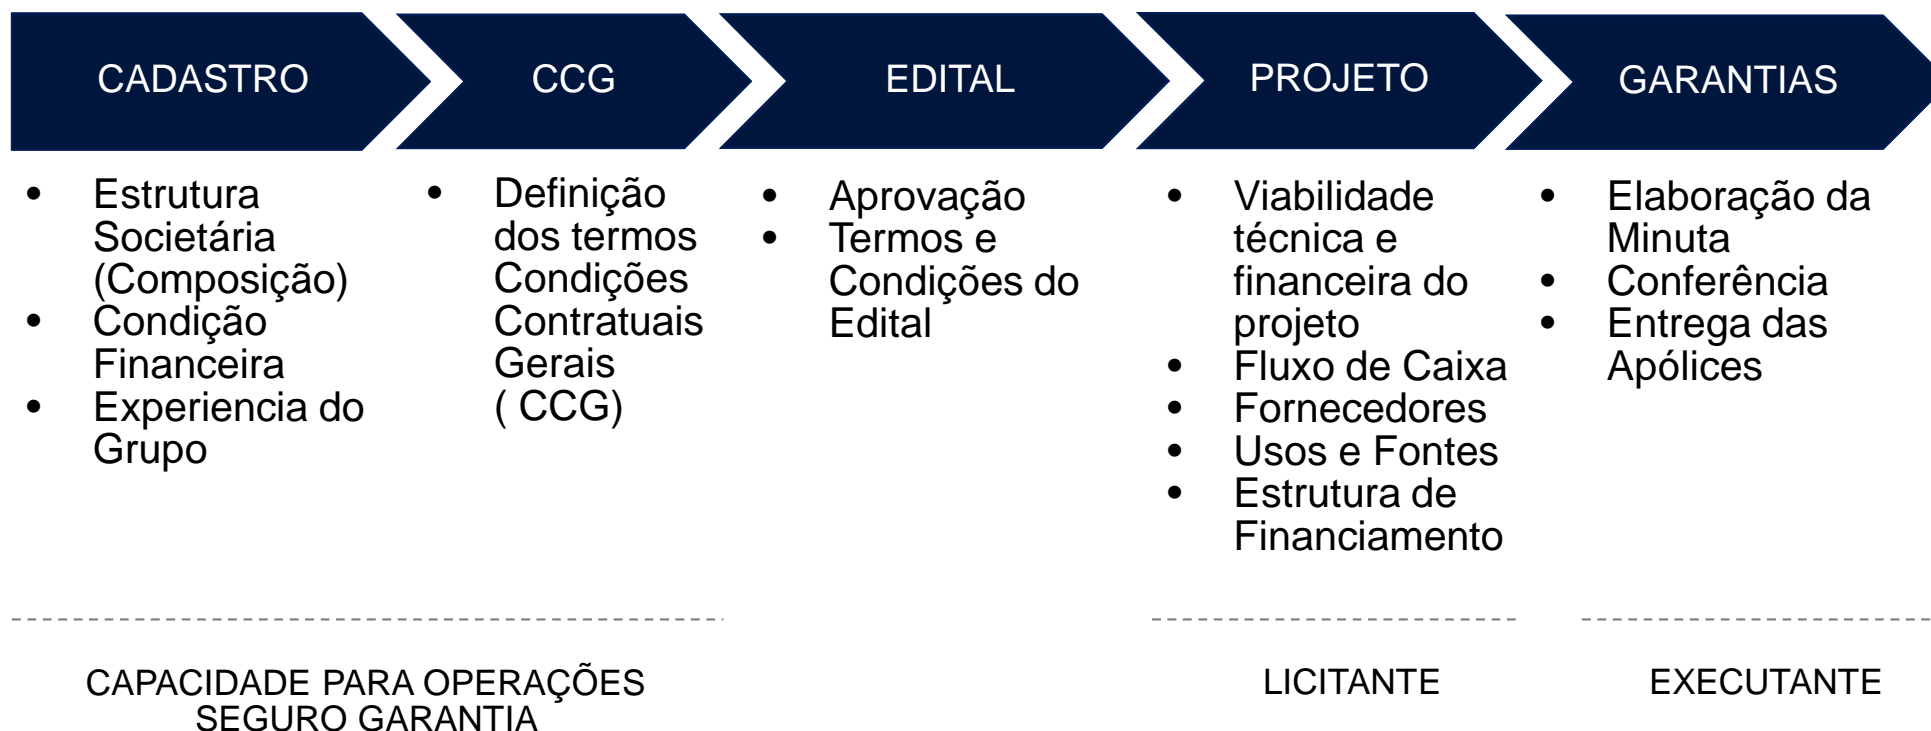 CADASTRO
CCG
EDITAL
PROJETO
GARANTIAS
• Estrutura
Societária
(Composição)
• Condição
Financeira
• Experiencia do
Grupo
• Definição
dos termos
Condições
Contratuais
Gerais
( CCG)
• Aprovação
• Termos e
Condições do
Edital
• Viabilidade
técnica e
financeira do
projeto
• Fluxo de Caixa
• Fornecedores
• Usos e Fontes
• Estrutura de
Financiamento
• Elaboração da
Minuta
• Conferência
• Entrega das
Apólices
CAPACIDADE PARA OPERAÇÕES
SEGURO GARANTIA
LICITANTE
EXECUTANTE